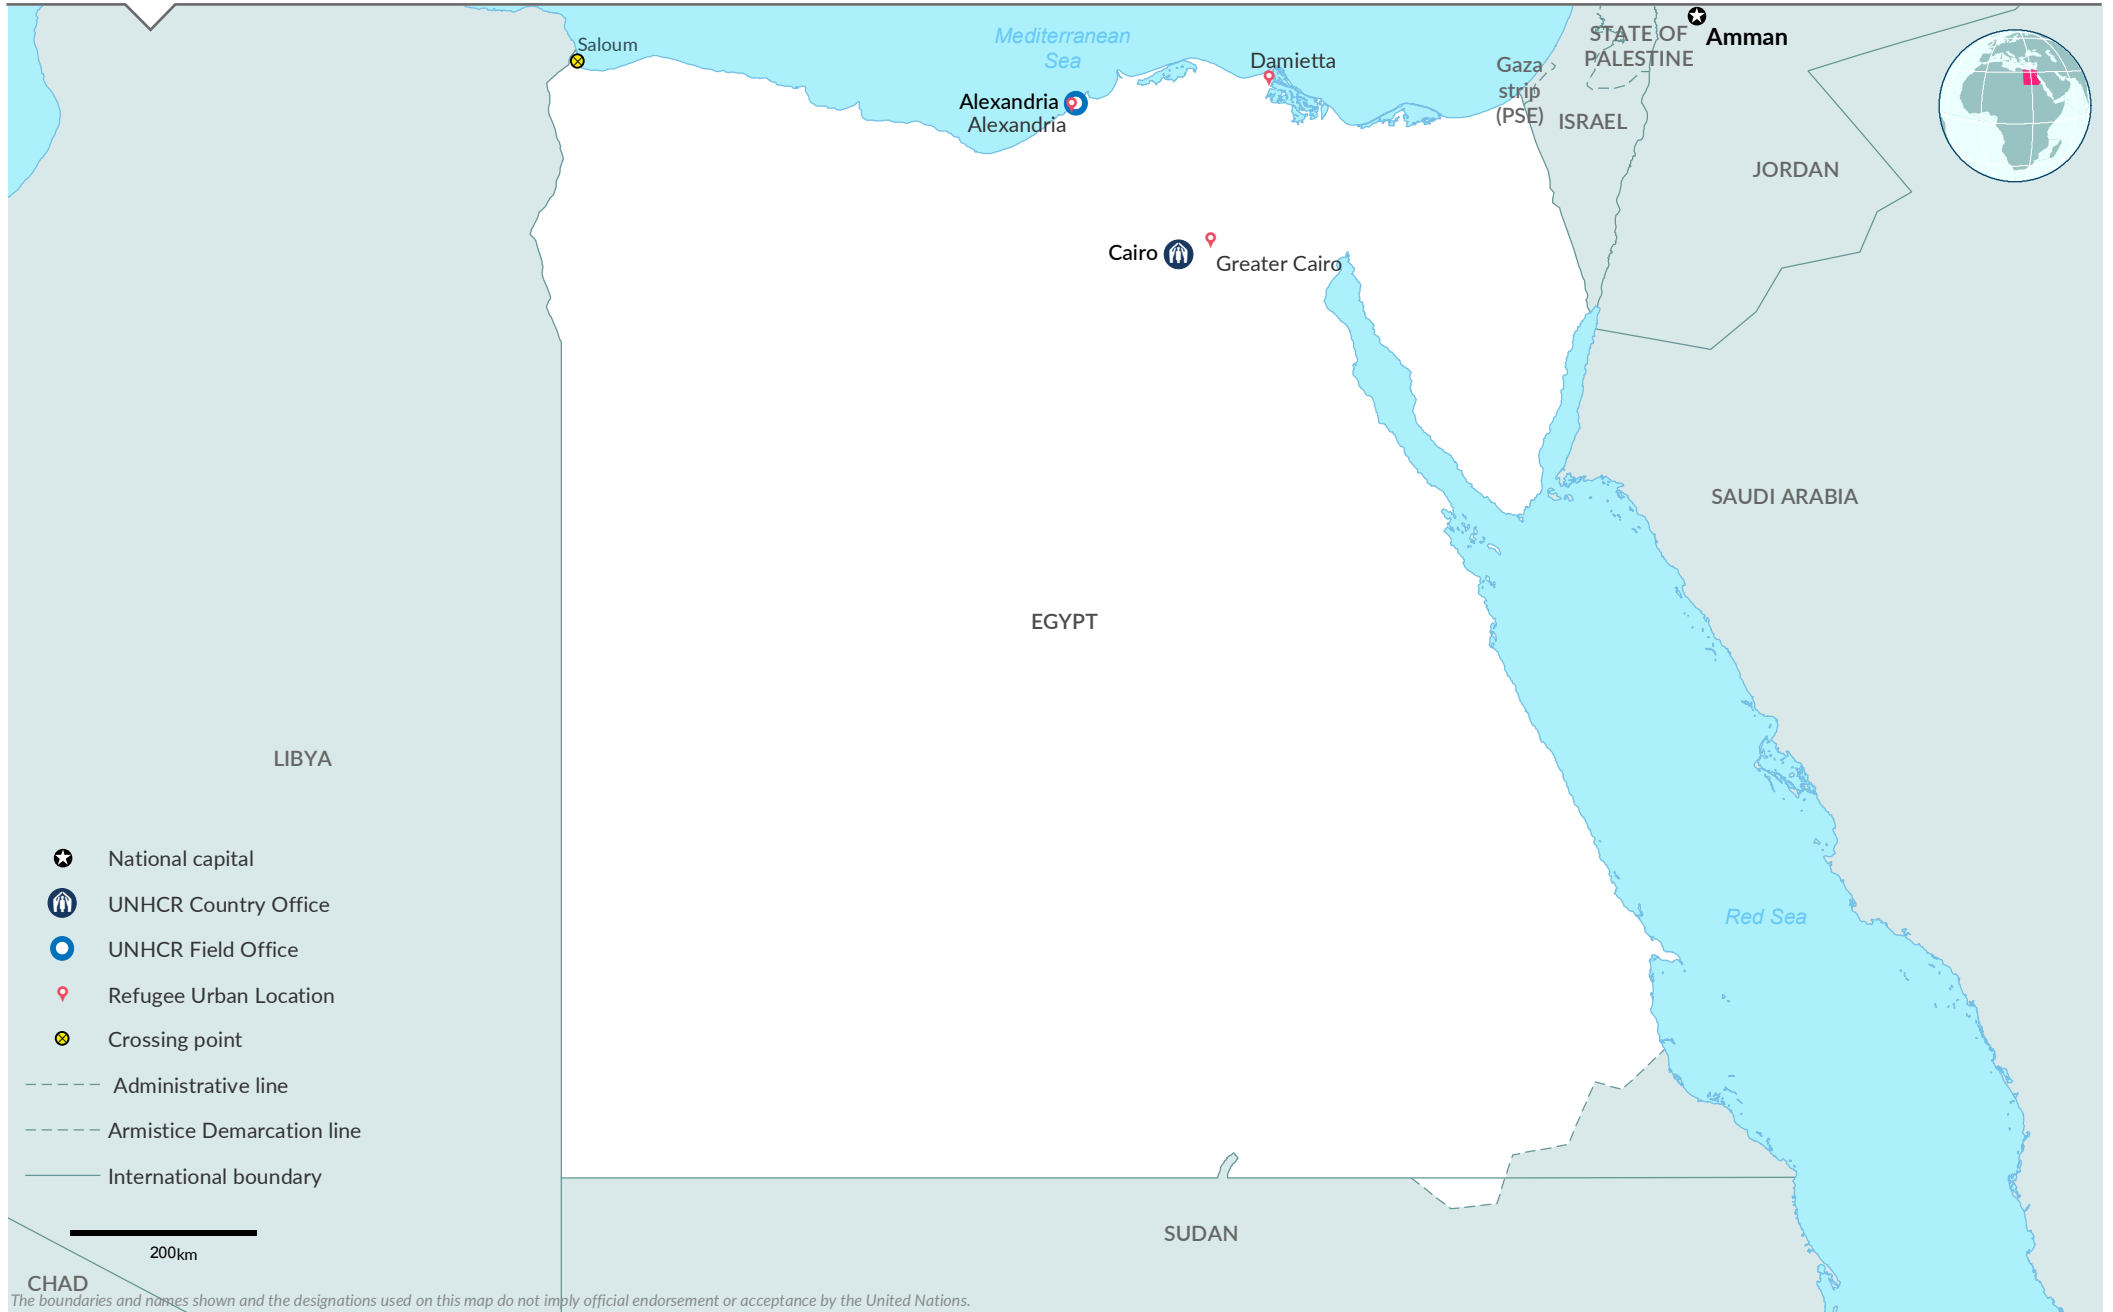 Saloum
Mediterranean
Sea
Damietta
Alexandria
Alexandria
Gaza
strip
(PSE)
STATE OF
PALESTINE
Amman
ISRAEL
JORDAN
Cairo
Greater Cairo
SAUDI ARABIA
EGYPT
LIBYA
Red Sea
SUDAN
CHAD
National capital
UNHCR Country Office
UNHCR Field Office
Refugee Urban Location
Crossing point
Administrative line
Armistice Demarcation line
International boundary
200km
The boundaries and names shown and the designations used on this map do not imply official endorsement or acceptance by the United Nations.